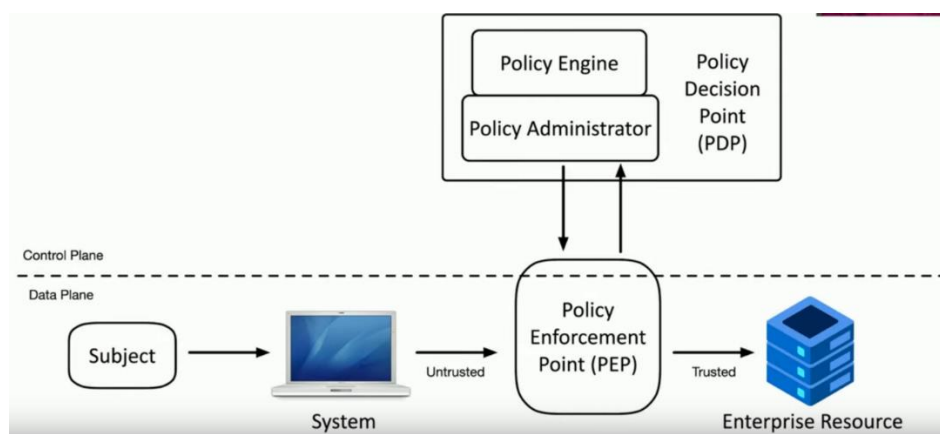 Policy Engine
Policy Administrator
Policy
Decision
Point
(PDP)
Control Plane
Data Plane
Subject
System
Untrusted
Policy
Enforcement
Point (PEP)
Trusted
Enterprise Resource